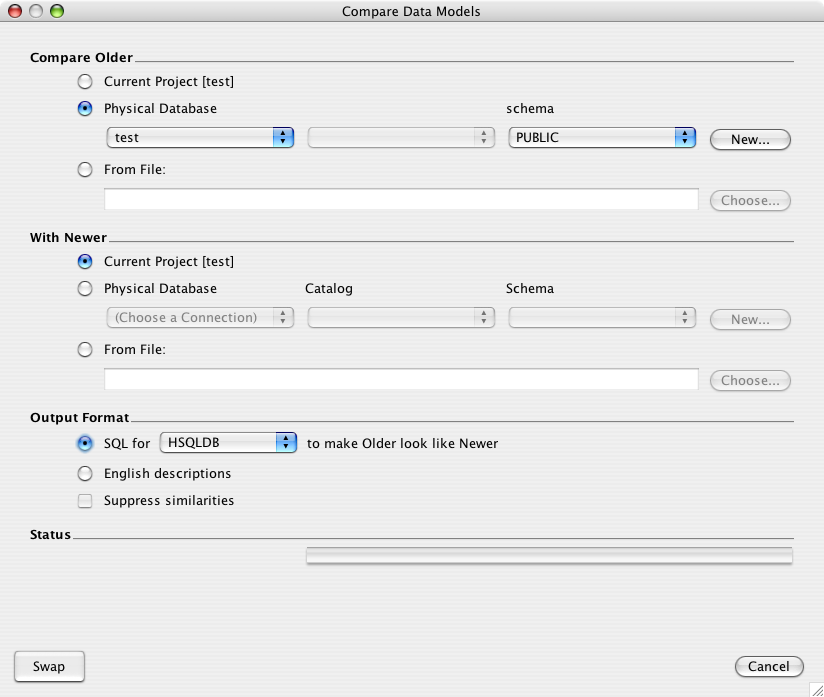 Compare Data Models
Compare Older
Current Project [test]
Physical Database schema
test PUBLIC New...
From File:
Choose...
With Newer
Current Project [test]
Physical Database Catalog Schema
(Choose a Connection) New...
From File:
Choose...
Output Format
SQL for HSQLDB to make Older look like Newer
English descriptions
Suppress similarities
Status
Swap Cancel